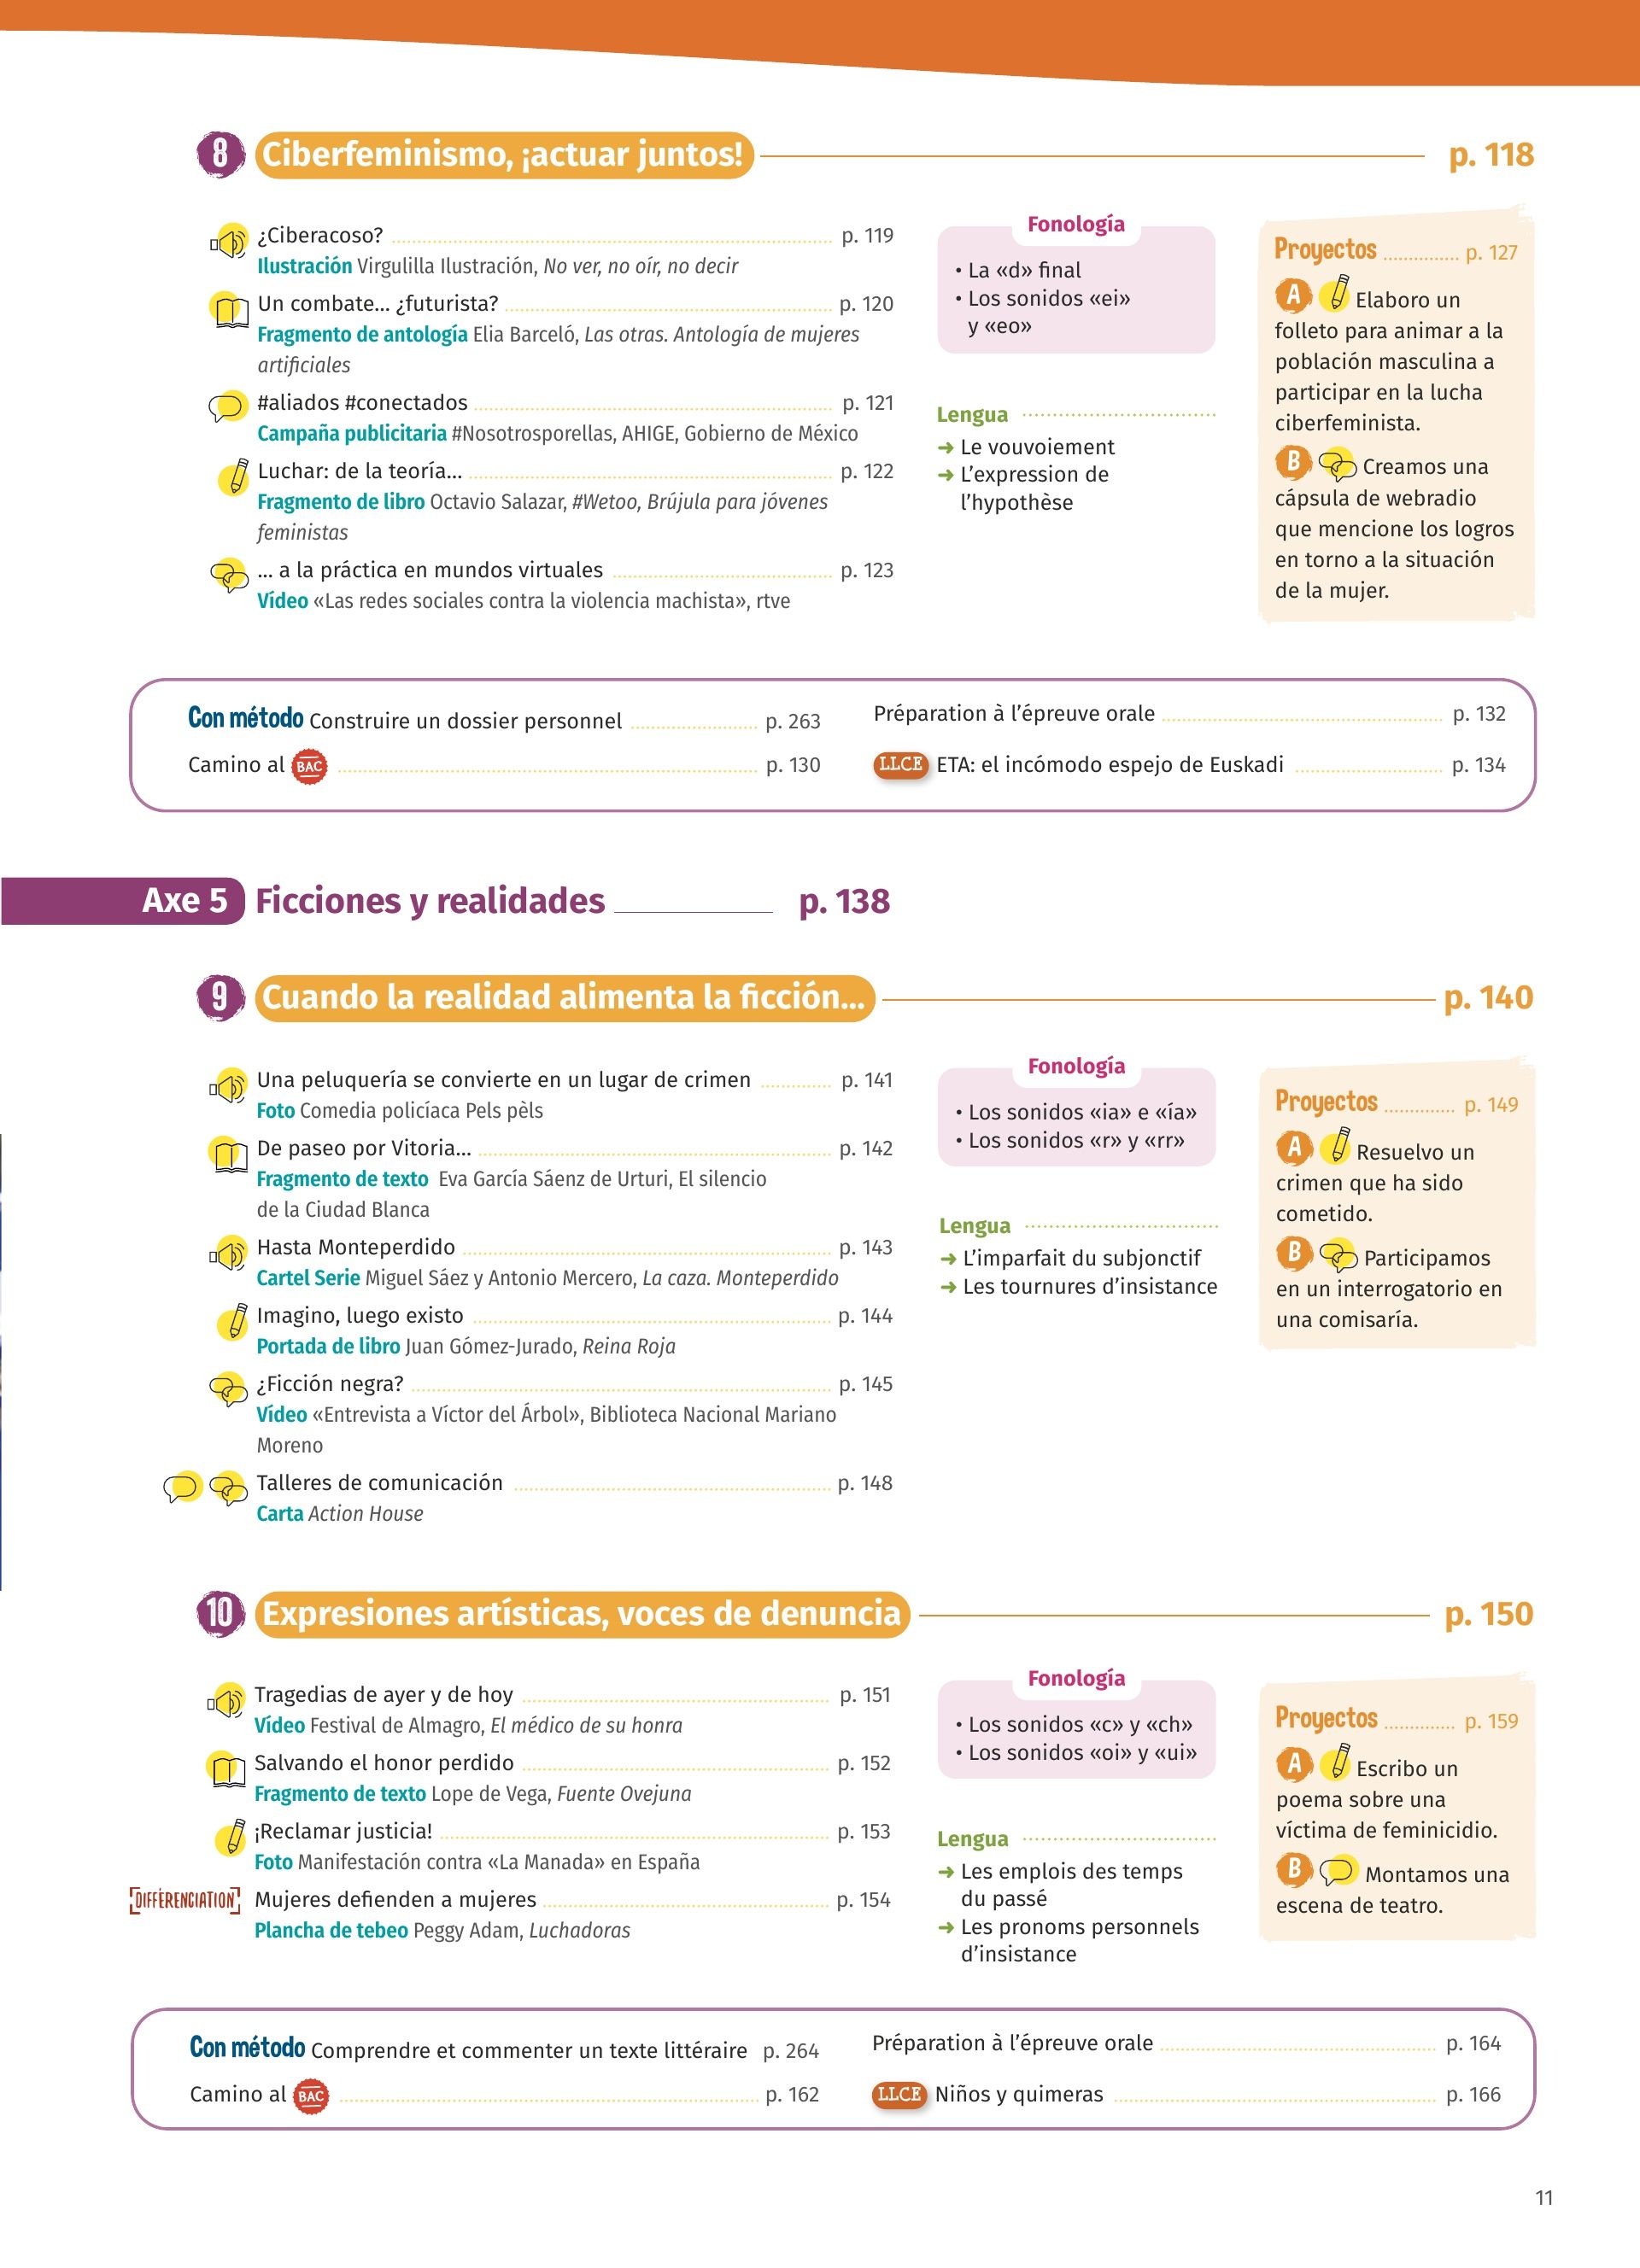 8 Ciberfeminismo, ¡actuar juntos! p. 118
¿Ciberacoso? p. 119
Ilustración Virgulilla Ilustración, No ver, no oír, no decir
Un combate... ¿futurista? p. 120
Fragmento de antología Elia Barceló, Las otras. Antología de mujeres
artificiales
#aliados #conectados p. 121
Campaña publicitaria #Nosotrosporellas, AHIGE, Gobierno de México
Luchar: de la teoría... p. 122
Fragmento de libro Octavio Salazar, #Wetoo, Brújula para jóvenes
feministas
... a la práctica en mundos virtuales p. 123
Vídeo «Las redes sociales contra la violencia machista», rtve
Fonología
• La «d» final
• Los sonidos «ei»
y «eo»
Lengua
➜ Le vouvoiement
➜ L'expression de
l'hypothèse
Proyectos p. 127
A Elaboro un
folleto para animar a la
población masculina a
participar en la lucha
ciberfeminista.
B Creamos una
cápsula de webradio
que mencione los logros
en torno a la situación
de la mujer.
Con método Construire un dossier personnel p. 263
Camino al BAC p. 130
Préparation à l'épreuve orale p. 132
LLCE ETA: el incómodo espejo de Euskadi p. 134
Axe 5 Ficciones y realidades p. 138
9 Cuando la realidad alimenta la ficción... p. 140
Una peluquería se convierte en un lugar de crimen p. 141
Foto Comedia policíaca Pels pèls
De paseo por Vitoria... p. 142
Fragmento de texto Eva García Sáenz de Urturi, El silencio
de la Ciudad Blanca
Hasta Monteperdido p. 143
Cartel Serie Miguel Sáez y Antonio Mercero, La caza. Monteperdido
Imagino, luego existo p. 144
Portada de libro Juan Gómez-Jurado, Reina Roja
¿Ficción negra? p. 145
Vídeo «Entrevista a Víctor del Árbol», Biblioteca Nacional Mariano
Moreno
Talleres de comunicación p. 148
Carta Action House
Fonología
• Los sonidos «ia» e «ía»
• Los sonidos «r» y «rr»
Lengua
➜ L'imparfait du subjonctif
➜ Les tournures d'insistance
Proyectos p. 149
A Resuelvo un
crimen que ha sido
cometido.
B Participamos
en un interrogatorio en
una comisaría.
10 Expresiones artísticas, voces de denuncia p. 150
Tragedias de ayer y de hoy p. 151
Vídeo Festival de Almagro, El médico de su honra
Salvando el honor perdido p. 152
Fragmento de texto Lope de Vega, Fuente Ovejuna
¡Reclamar justicia! p. 153
Foto Manifestación contra «La Manada» en España
DIFFÉRENCIATION Mujeres defienden a mujeres p. 154
Plancha de tebeo Peggy Adam, Luchadoras
Fonología
• Los sonidos «c» y «ch»
• Los sonidos «oi» y «ui»
Lengua
➜ Les emplois des temps
du passé
➜ Les pronoms personnels
d'insistance
Proyectos p. 159
A Escribo un
poema sobre una
víctima de feminicidio.
B Montamos una
escena de teatro.
Con método Comprendre et commenter un texte littéraire p. 264
Camino al BAC p. 162
Préparation à l'épreuve orale p. 164
LLCE Niños y quimeras p. 166
11